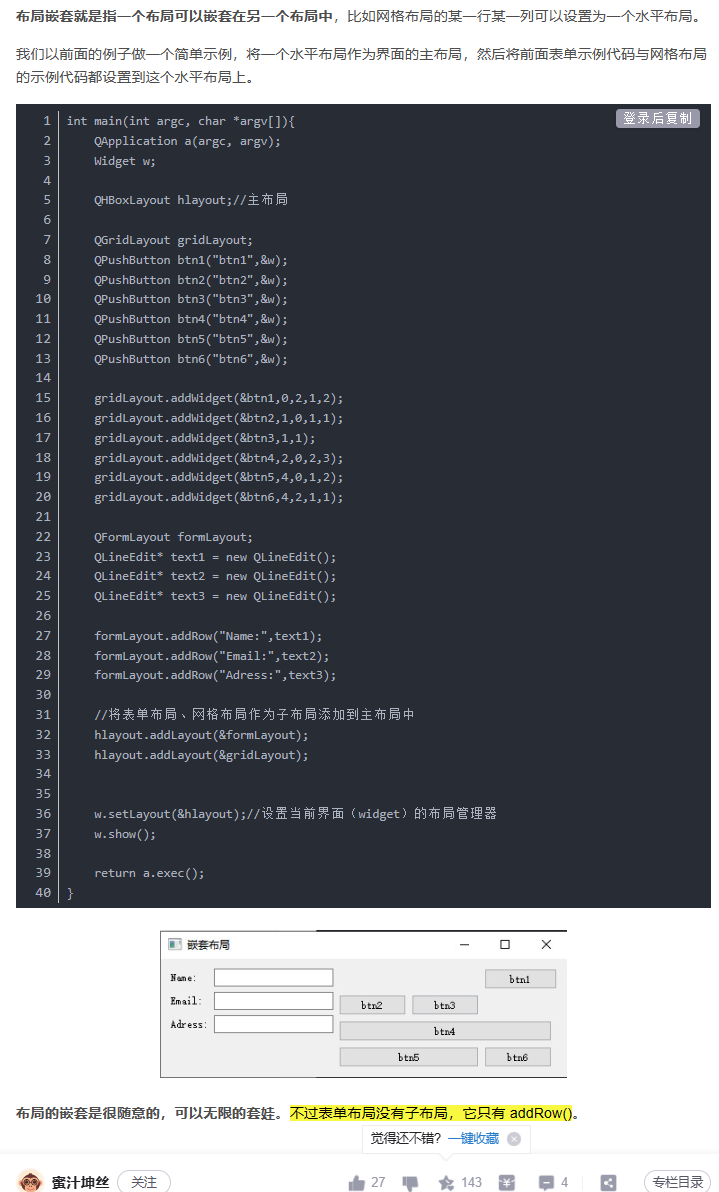 布局嵌套就是指一个布局可以嵌套在另一个布局中，比如网格布局的某一行某一列可以设置为一个水平布局。
我们以前面的例子做一个简单示例，将一个水平布局作为界面的主布局，然后将前面表单示例代码与网格布局
的示例代码都设置到这个水平布局上。
登录后复制
1 int main(int argc, char *argv[]){
2 QApplication a(argc, argv);
3 Widget w;
4
5 QHBoxLayout hlayout;//主布局
6
7 QGridLayout gridLayout;
8 QPushButton btn1("btn1",&w);
9 QPushButton btn2("btn2",&w);
10 QPushButton btn3("btn3",&w);
11 QPushButton btn4("btn4",&w);
12 QPushButton btn5("btn5",&w);
13 QPushButton btn6("btn6",&w);
14
15 gridLayout.addWidget(&btn1,0,2,1,2);
16 gridLayout.addWidget(&btn2,1,0,1,1);
17 gridLayout.addWidget(&btn3,1,1);
18 gridLayout.addWidget(&btn4,2,0,2,3);
19 gridLayout.addWidget(&btn5,4,0,1,2);
20 gridLayout.addWidget(&btn6,4,2,1,1);
21
22 QFormLayout formLayout;
23 QLineEdit* text1 = new QLineEdit();
24 QLineEdit* text2 = new QLineEdit();
25 QLineEdit* text3 = new QLineEdit();
26
27 formLayout.addRow("Name:",text1);
28 formLayout.addRow("Email:",text2);
29 formLayout.addRow("Adress:",text3);
30
31 //将表单布局、网格布局作为子布局添加到主布局中
32 hlayout.addLayout(&formLayout);
33 hlayout.addLayout(&gridLayout);
34
35
36 w.setLayout(&hlayout);//设置当前界面（widget）的布局管理器
37 w.show();
38
39 return a.exec();
40 }
嵌套布局
Name: btn1
Email: btn2 btn3
Adress: btn4
btn5 btn6
布局的嵌套是很随意的，可以无限的套娃。不过表单布局没有子布局，它只有 addRow()。
觉得还不错? 一键收藏
蜜汁坤丝 关注 27 143 4 专栏目录